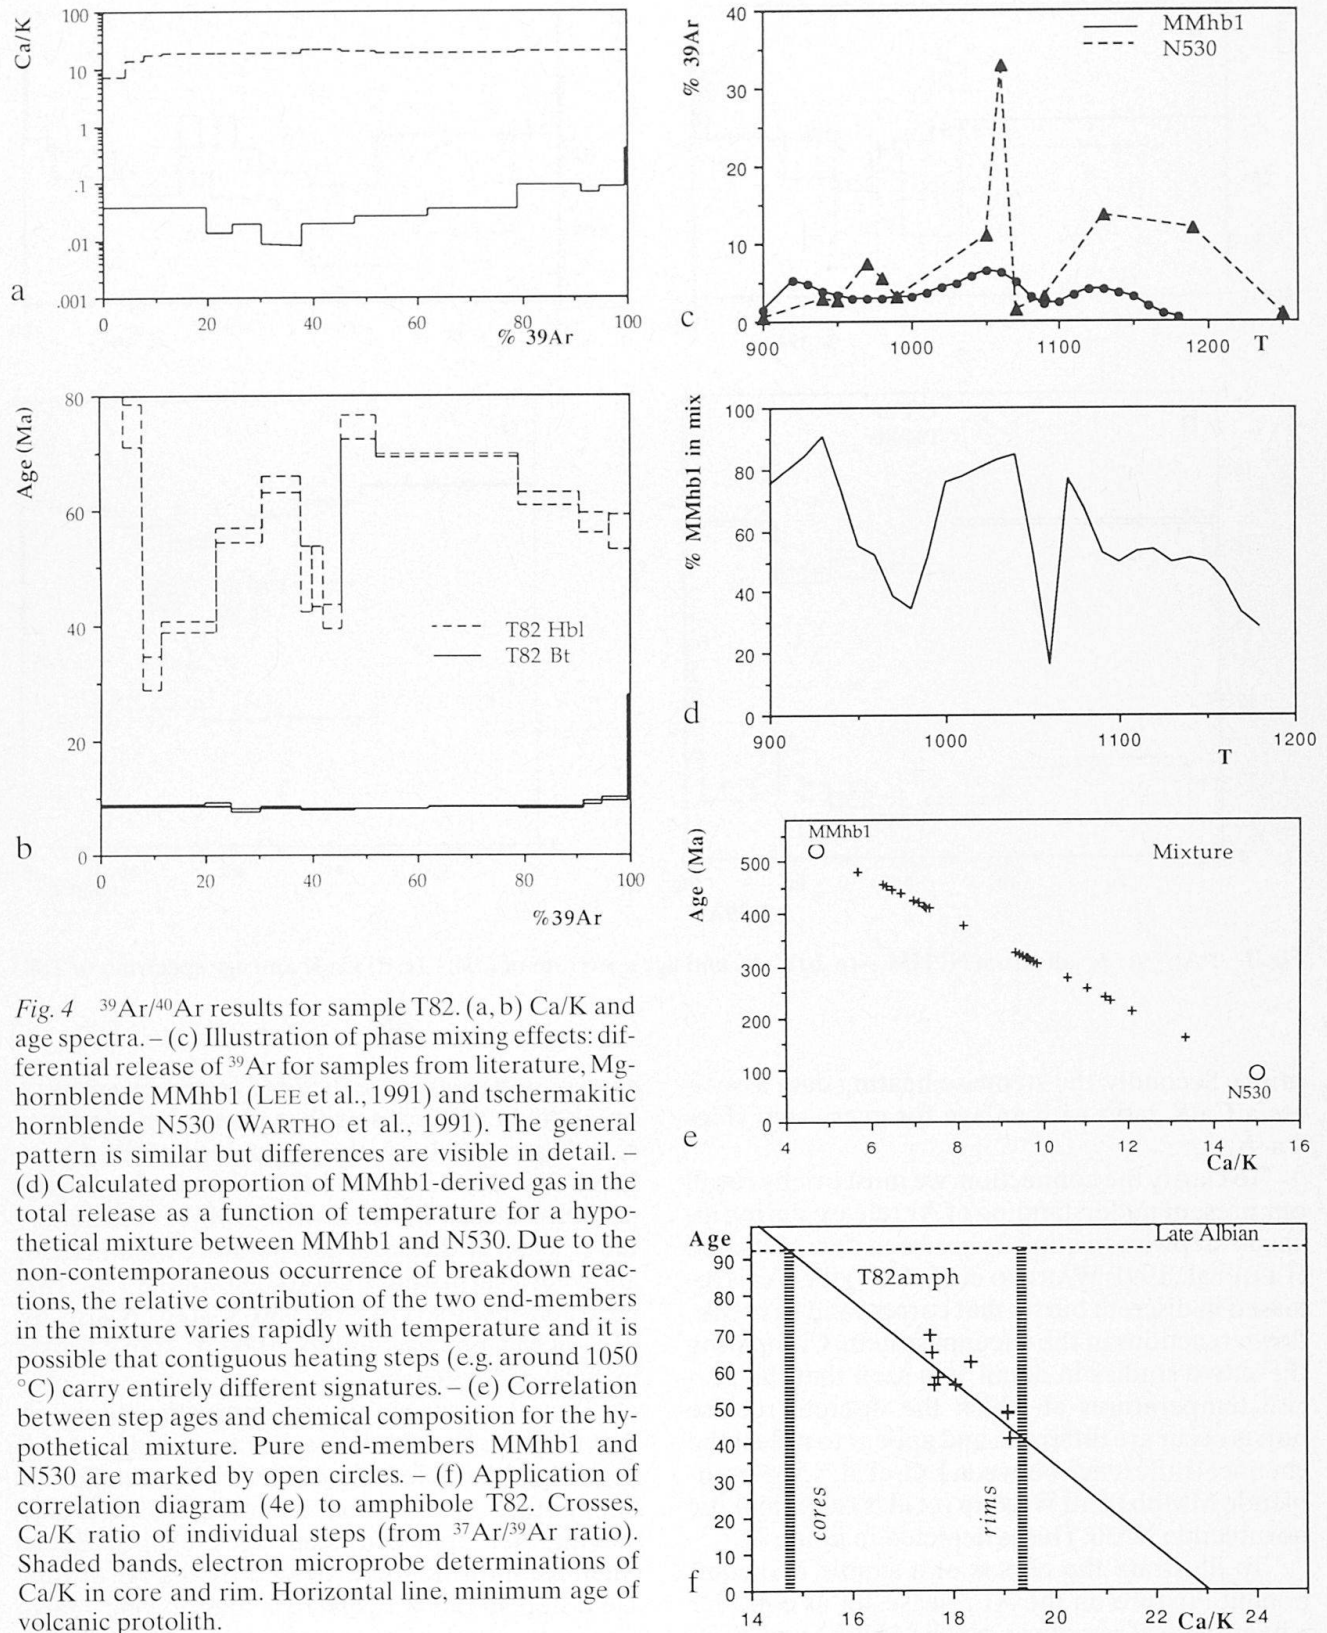 Ca/K
100
10
1
.1
.01
.001
0 20 40 60 80 100
% 39Ar
a
% 39Ar
40
30
20
10
0
MMhb1
N530
900 1000 1100 1200 T
c
Age (Ma)
80
60
40
20
0
T82 Hbl
T82 Bt
0 20 40 60 80 100
%39Ar
b
% MMhb1 in mix
100
80
60
40
20
0
900 1000 1100 1200
T
d
Age (Ma)
500
400
300
200
100
0
MMhb1
Mixture
N530
4 6 8 10 12 14 16
Ca/K
e
Age
90
80
70
60
50
40
30
20
10
0
Late Albian
T82amph
cores
rims
14 16 18 20 22 Ca/K 24
f
Fig. 4 ³⁹Ar/⁴⁰Ar results for sample T82. (a, b) Ca/K and
age spectra. – (c) Illustration of phase mixing effects: dif-
ferential release of ³⁹Ar for samples from literature, Mg-
hornblende MMhb1 (LEE et al., 1991) and tschermakitic
hornblende N530 (WARTHO et al., 1991). The general
pattern is similar but differences are visible in detail. –
(d) Calculated proportion of MMhb1-derived gas in the
total release as a function of temperature for a hypo-
thetical mixture between MMhb1 and N530. Due to the
non-contemporaneous occurrence of breakdown reac-
tions, the relative contribution of the two end-members
in the mixture varies rapidly with temperature and it is
possible that contiguous heating steps (e.g. around 1050
°C) carry entirely different signatures. – (e) Correlation
between step ages and chemical composition for the hy-
pothetical mixture. Pure end-members MMhb1 and
N530 are marked by open circles. – (f) Application of
correlation diagram (4e) to amphibole T82. Crosses,
Ca/K ratio of individual steps (from ³⁷Ar/³⁹Ar ratio).
Shaded bands, electron microprobe determinations of
Ca/K in core and rim. Horizontal line, minimum age of
volcanic protolith.